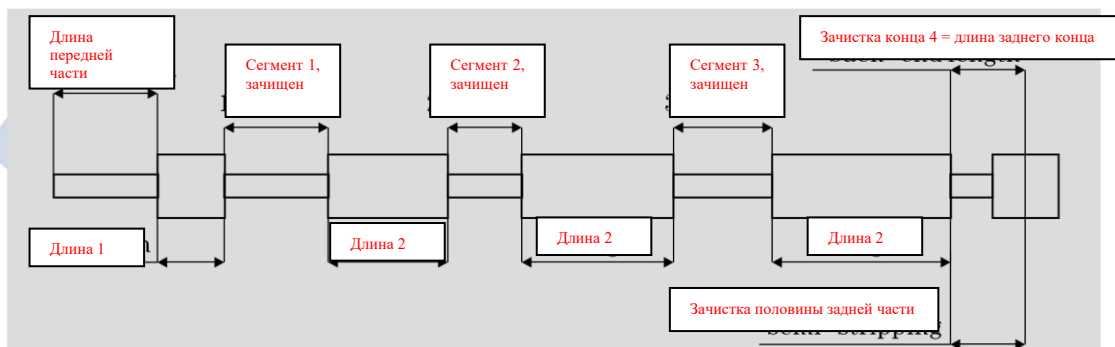 Длина
передней
части
Сегмент 1,
зачищен
Сегмент 2,
зачищен
Сегмент 3,
зачищен
Зачистка конца 4 = длина заднего конца
Длина 1
Длина 2
Длина 2
Длина 2
Зачистка половины задней части